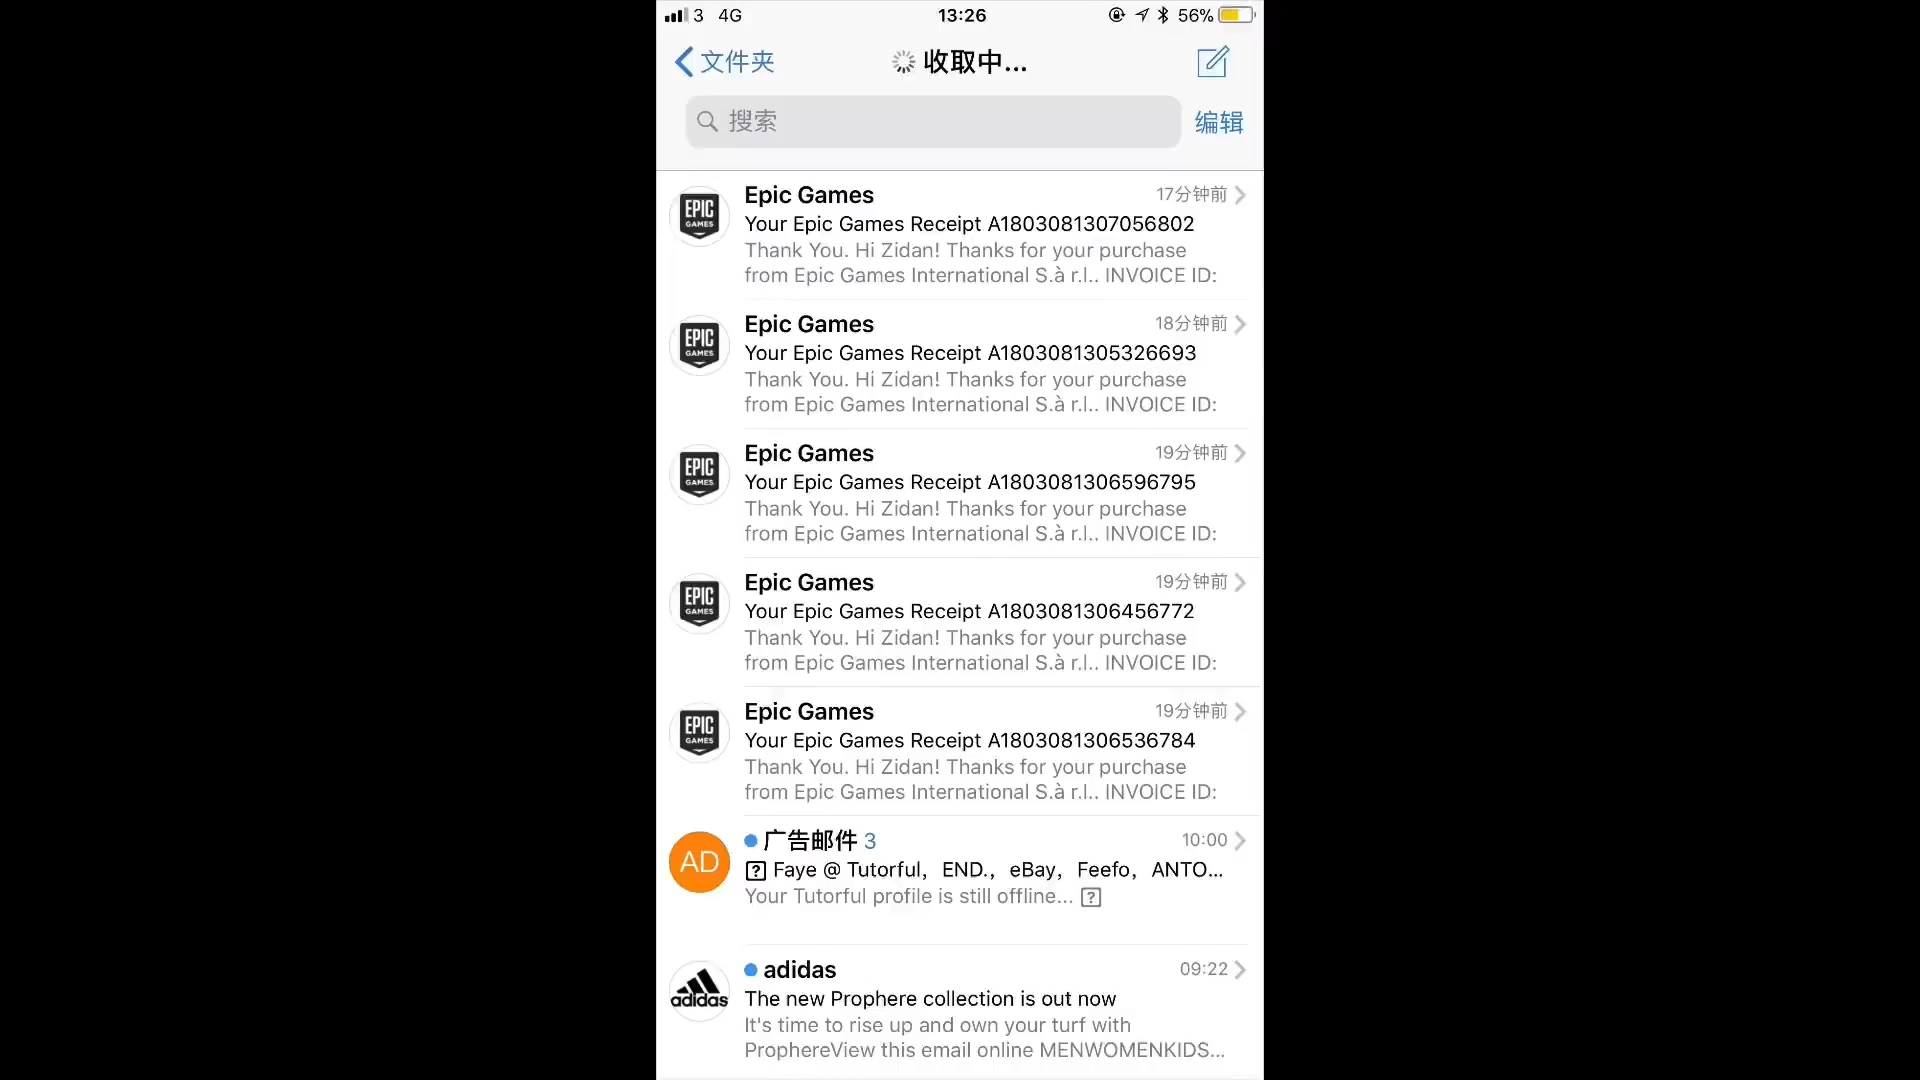 3 4G 13:26 56%
文件夹 收取中... 
搜索 编辑
EPIC GAMES Epic Games 17分钟前
Your Epic Games Receipt A1803081307056802
Thank You. Hi Zidan! Thanks for your purchase
from Epic Games International S.à r.l.. INVOICE ID:
EPIC GAMES Epic Games 18分钟前
Your Epic Games Receipt A1803081305326693
Thank You. Hi Zidan! Thanks for your purchase
from Epic Games International S.à r.l.. INVOICE ID:
EPIC GAMES Epic Games 19分钟前
Your Epic Games Receipt A1803081306596795
Thank You. Hi Zidan! Thanks for your purchase
from Epic Games International S.à r.l.. INVOICE ID:
EPIC GAMES Epic Games 19分钟前
Your Epic Games Receipt A1803081306456772
Thank You. Hi Zidan! Thanks for your purchase
from Epic Games International S.à r.l.. INVOICE ID:
EPIC GAMES Epic Games 19分钟前
Your Epic Games Receipt A1803081306536784
Thank You. Hi Zidan! Thanks for your purchase
from Epic Games International S.à r.l.. INVOICE ID:
AD 广告邮件 3 10:00
? Faye @ Tutorful，END.，eBay，Feefo，ANTO...
Your Tutorful profile is still offline... ?
adidas adidas 09:22
The new Prophere collection is out now
It's time to rise up and own your turf with
ProphereView this email online MENWOMENKIDS...